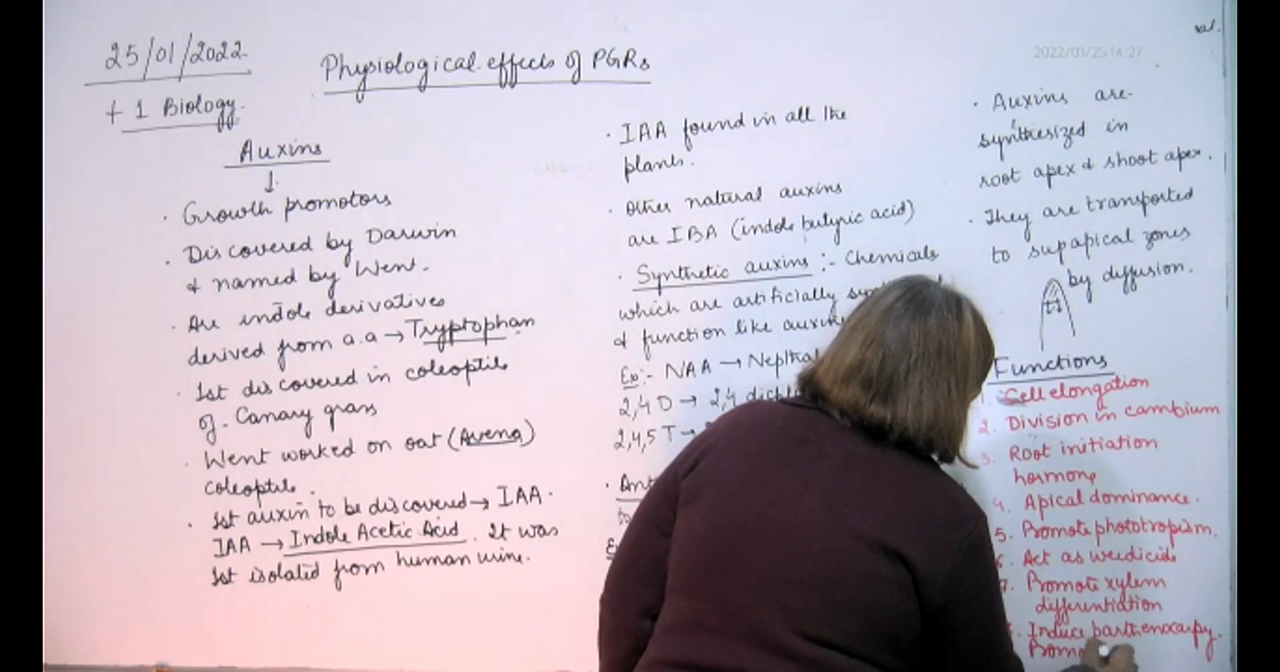 25/01/2022
+ 1 Biology.
Physiological effects of PGRs
Auxins
· Growth promotors
· Discovered by Darwin
& named by Went.
· Are indole derivatives
derived from a.a → Tryptophan
· 1st discovered in coleoptile
of Canary grass
· Went worked on oat (Avena)
coleoptile.
· 1st auxin to be discovered → IAA.
IAA → Indole Acetic Acid. It was
1st isolated from human urine.
· IAA found in all the
plants.
· Other natural auxins
are IBA (indole butyric acid)
· Synthetic auxins :- Chemicals
which are artificially
& function like
Ex:- NAA →
2,4 D → 2,4
2,4,5 T →
2022/01/25 14:27
· Auxins are
synthesized in
root apex & shoot apex.
· They are transported
to supapical zones
by diffusion.
Functions
1. Cell elongation
2. Division in cambium
3. Root initiation
hormone
4. Apical dominance.
5. Promote phototropism.
6. Act as weedicide
7. Promote xylem
differentiation
Induce parthenocarpy.